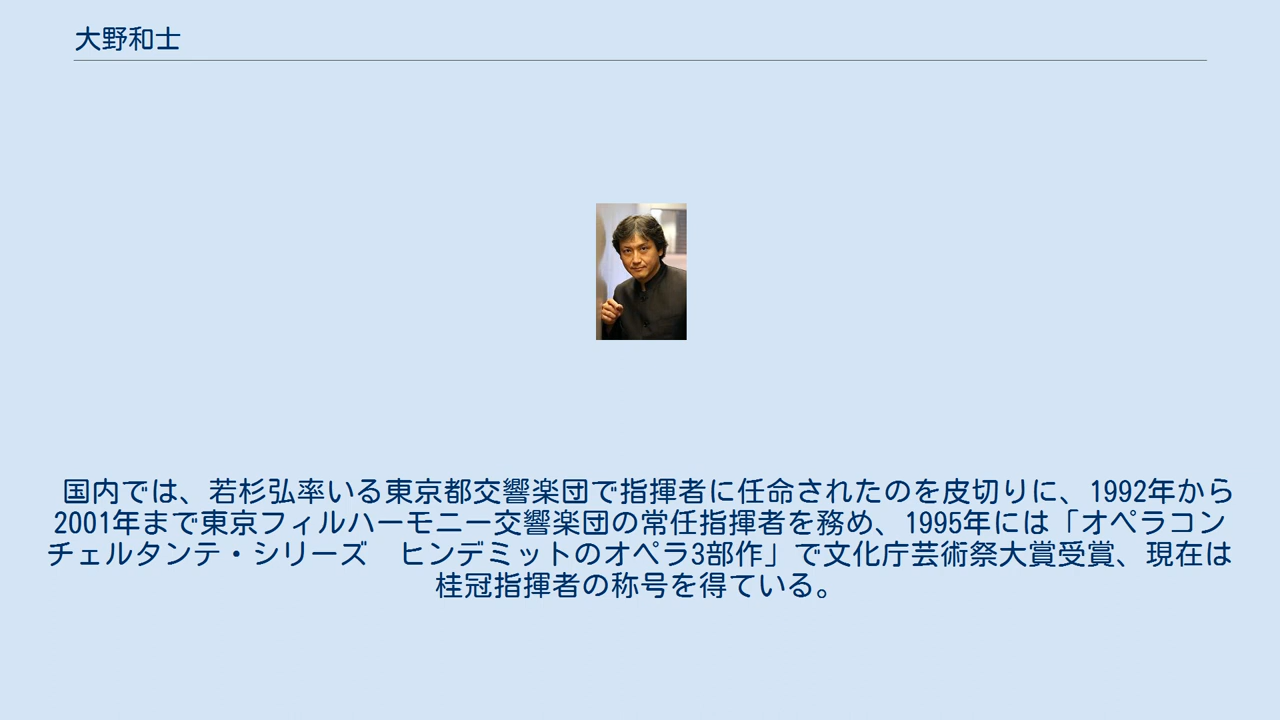 大野和士
国内では、若杉弘率いる東京都交響楽団で指揮者に任命されたのを皮切りに、1992年から
2001年まで東京フィルハーモニー交響楽団の常任指揮者を務め、1995年には「オペラコン
チェルタンテ・シリーズ　ヒンデミットのオペラ3部作」で文化庁芸術祭大賞受賞、現在は
桂冠指揮者の称号を得ている。